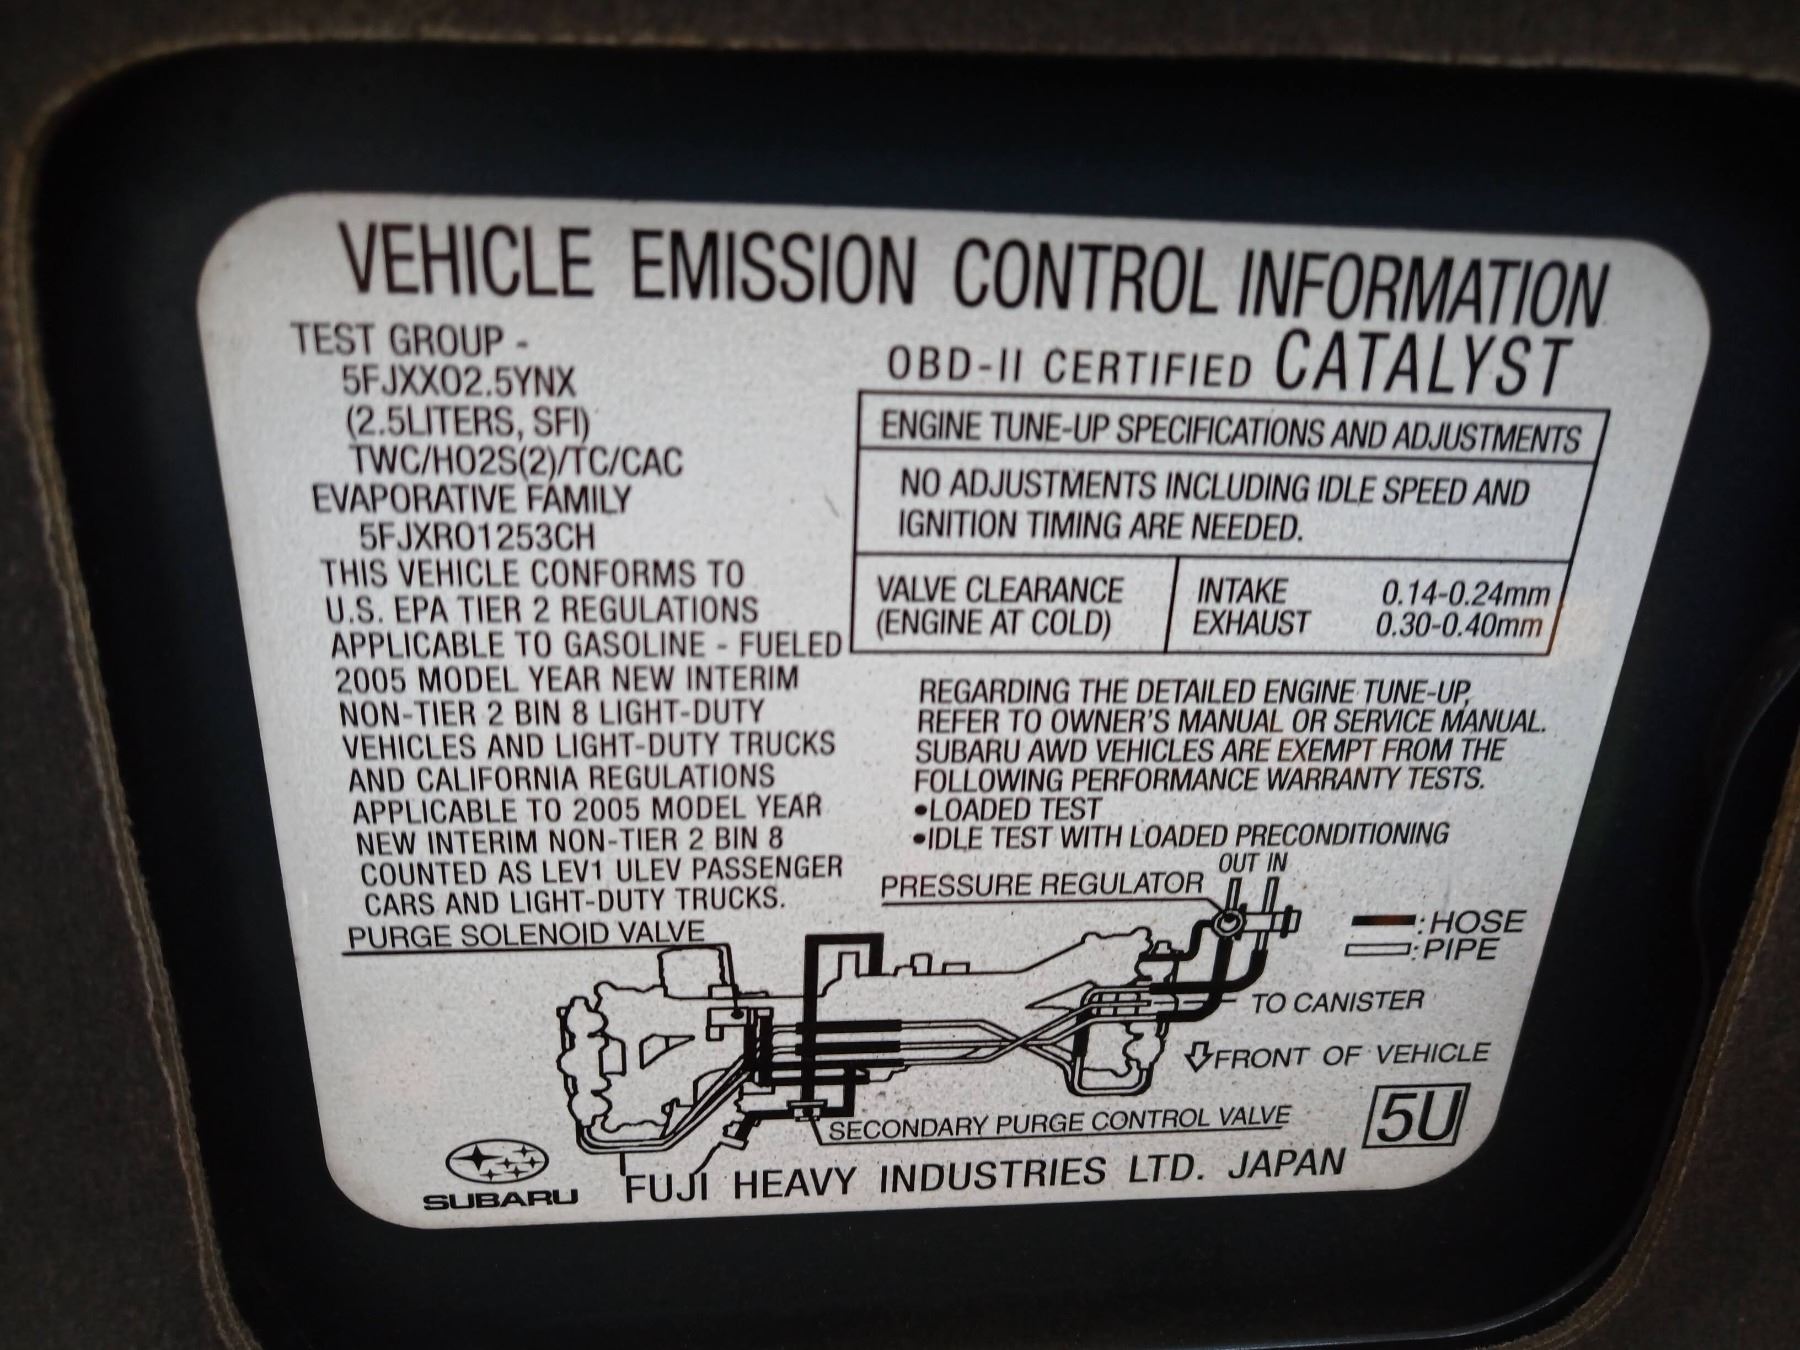 VEHICLE EMISSION CONTROL INFORMATION
TEST GROUP -
5FJXX02.5YNX
(2.5LITERS, SFI)
TWC/HO2S(2)/TC/CAC
EVAPORATIVE FAMILY
5FJXR01253CH
THIS VEHICLE CONFORMS TO
U.S. EPA TIER 2 REGULATIONS
APPLICABLE TO GASOLINE - FUELED
2005 MODEL YEAR NEW INTERIM
NON-TIER 2 BIN 8 LIGHT-DUTY
VEHICLES AND LIGHT-DUTY TRUCKS
AND CALIFORNIA REGULATIONS
APPLICABLE TO 2005 MODEL YEAR
NEW INTERIM NON-TIER 2 BIN 8
COUNTED AS LEV1 ULEV PASSENGER
CARS AND LIGHT-DUTY TRUCKS.
OBD-II CERTIFIED CATALYST
ENGINE TUNE-UP SPECIFICATIONS AND ADJUSTMENTS
NO ADJUSTMENTS INCLUDING IDLE SPEED AND
IGNITION TIMING ARE NEEDED.
VALVE CLEARANCE INTAKE 0.14-0.24mm
(ENGINE AT COLD) EXHAUST 0.30-0.40mm
REGARDING THE DETAILED ENGINE TUNE-UP,
REFER TO OWNER'S MANUAL OR SERVICE MANUAL.
SUBARU AWD VEHICLES ARE EXEMPT FROM THE
FOLLOWING PERFORMANCE WARRANTY TESTS.
•LOADED TEST
•IDLE TEST WITH LOADED PRECONDITIONING
OUT IN
PRESSURE REGULATOR
:HOSE
:PIPE
PURGE SOLENOID VALVE
TO CANISTER
FRONT OF VEHICLE
SECONDARY PURGE CONTROL VALVE
5U
SUBARU
FUJI HEAVY INDUSTRIES LTD. JAPAN